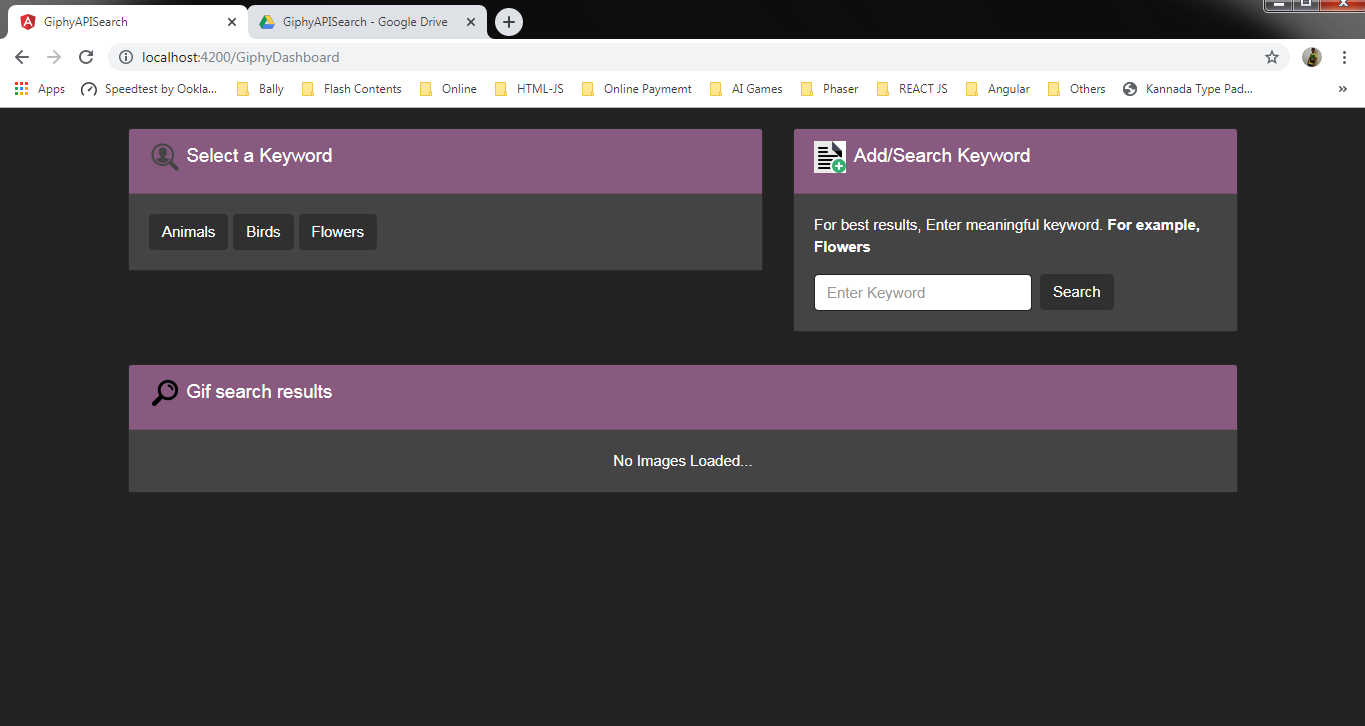 GiphyAPISearch
GiphyAPISearch - Google Drive
localhost:4200/GiphyDashboard
Apps Speedtest by Ookla... Bally Flash Contents Online HTML-JS Online Paymemt AI Games Phaser REACT JS Angular Others Kannada Type Pad... »
Select a Keyword
Animals Birds Flowers
Add/Search Keyword
For best results, Enter meaningful keyword. For example,
Flowers
Enter Keyword Search
Gif search results
No Images Loaded...